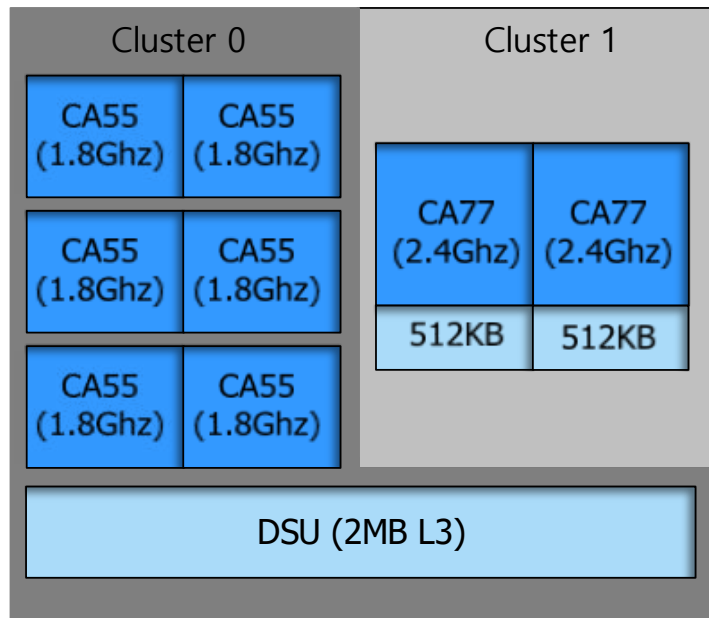 Cluster 0
Cluster 1
CA55
(1.8Ghz)
CA55
(1.8Ghz)
CA55
(1.8Ghz)
CA55
(1.8Ghz)
CA55
(1.8Ghz)
CA55
(1.8Ghz)
CA77
(2.4Ghz)
CA77
(2.4Ghz)
512KB
512KB
DSU (2MB L3)